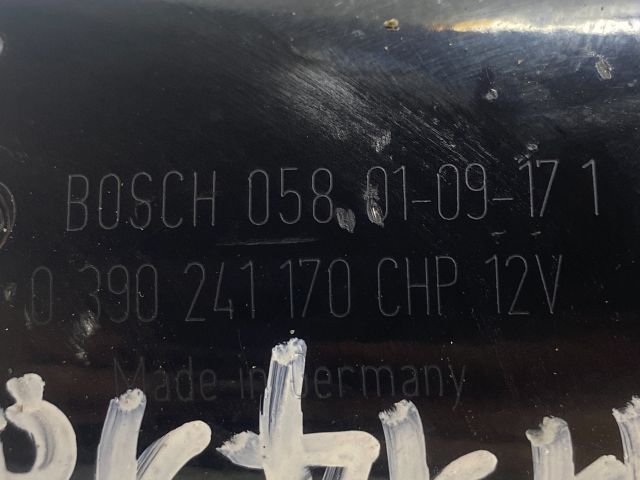 BOSCH 058 01-09-17 1
0 390 241 170 CHP 12V
Made in Germany